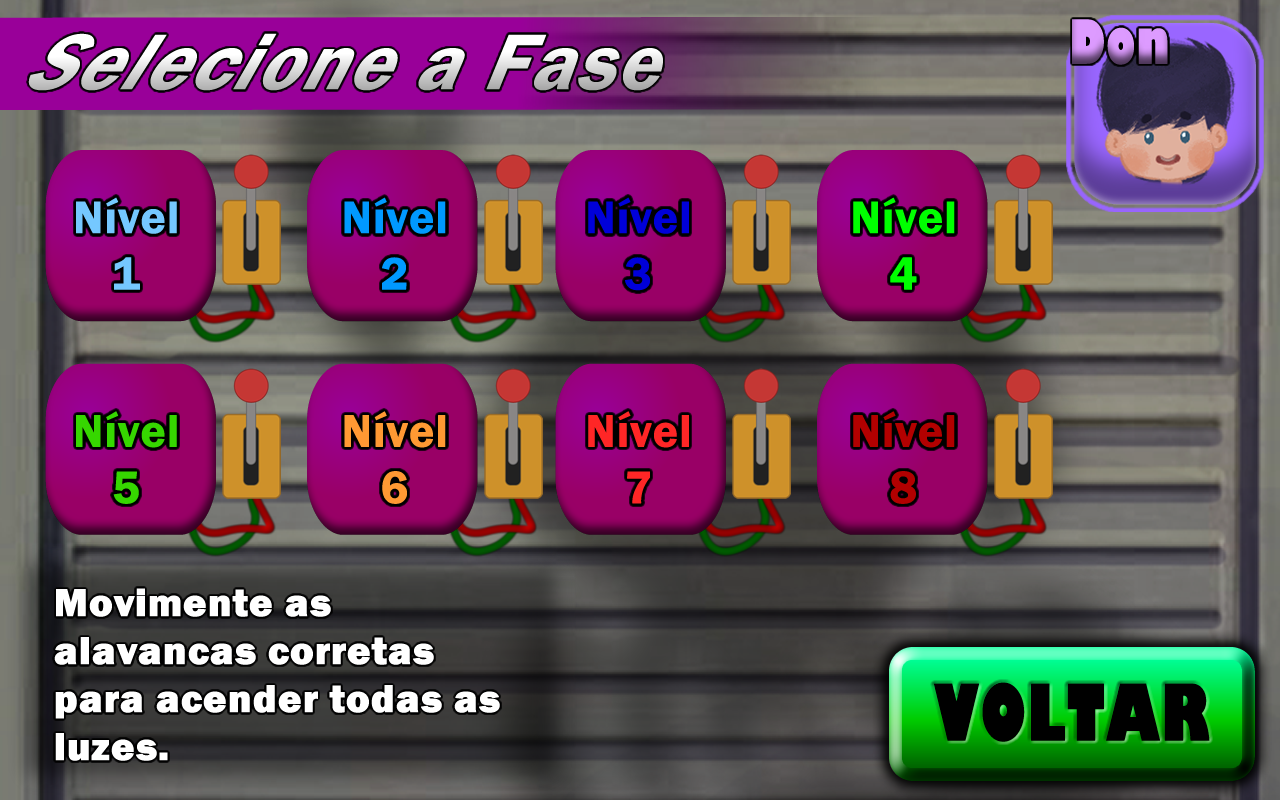 Selecione a Fase
Don
Nível
1
Nível
2
Nível
3
Nível
4
Nível
5
Nível
6
Nível
7
Nível
8
Movimente as
alavancas corretas
para acender todas as
luzes.
VOLTAR